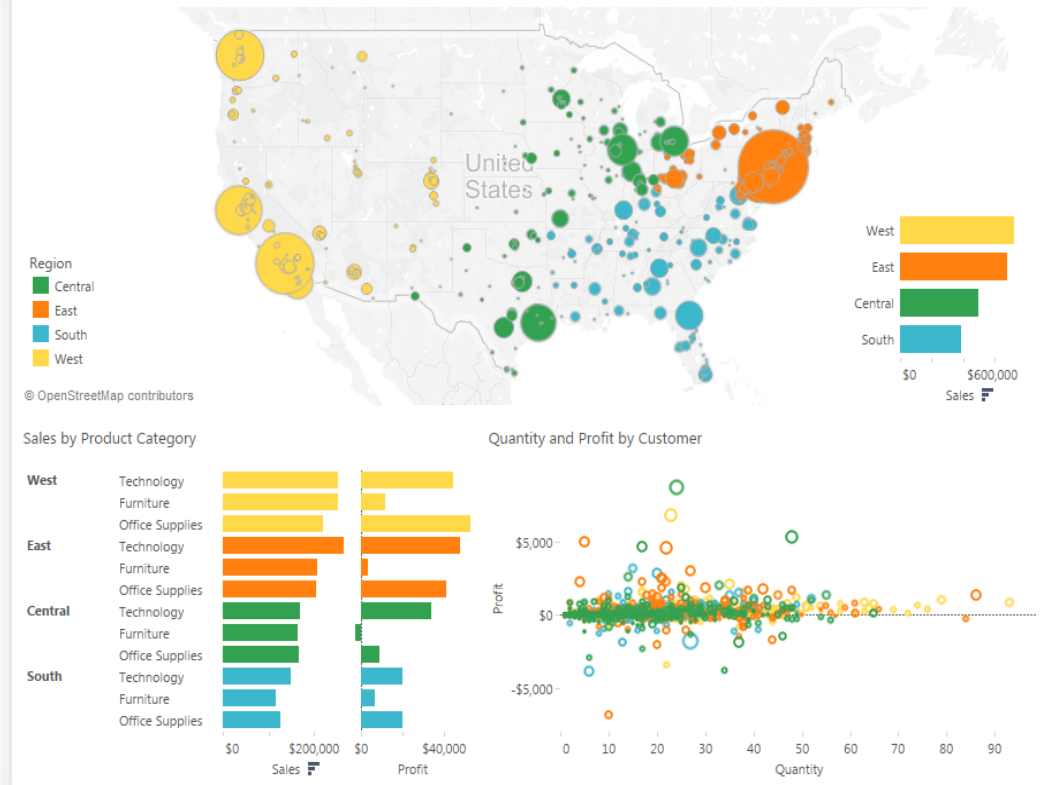 United
States
Region
Central
East
South
West
© OpenStreetMap contributors
West
East
Central
South
$0 $600,000
Sales
Sales by Product Category
West Technology
Furniture
Office Supplies
East Technology
Furniture
Office Supplies
Central Technology
Furniture
Office Supplies
South Technology
Furniture
Office Supplies
$0 $200,000 $0 $40,000
Sales Profit
Quantity and Profit by Customer
Profit
$5,000
$0
-$5,000
0 10 20 30 40 50 60 70 80 90
Quantity